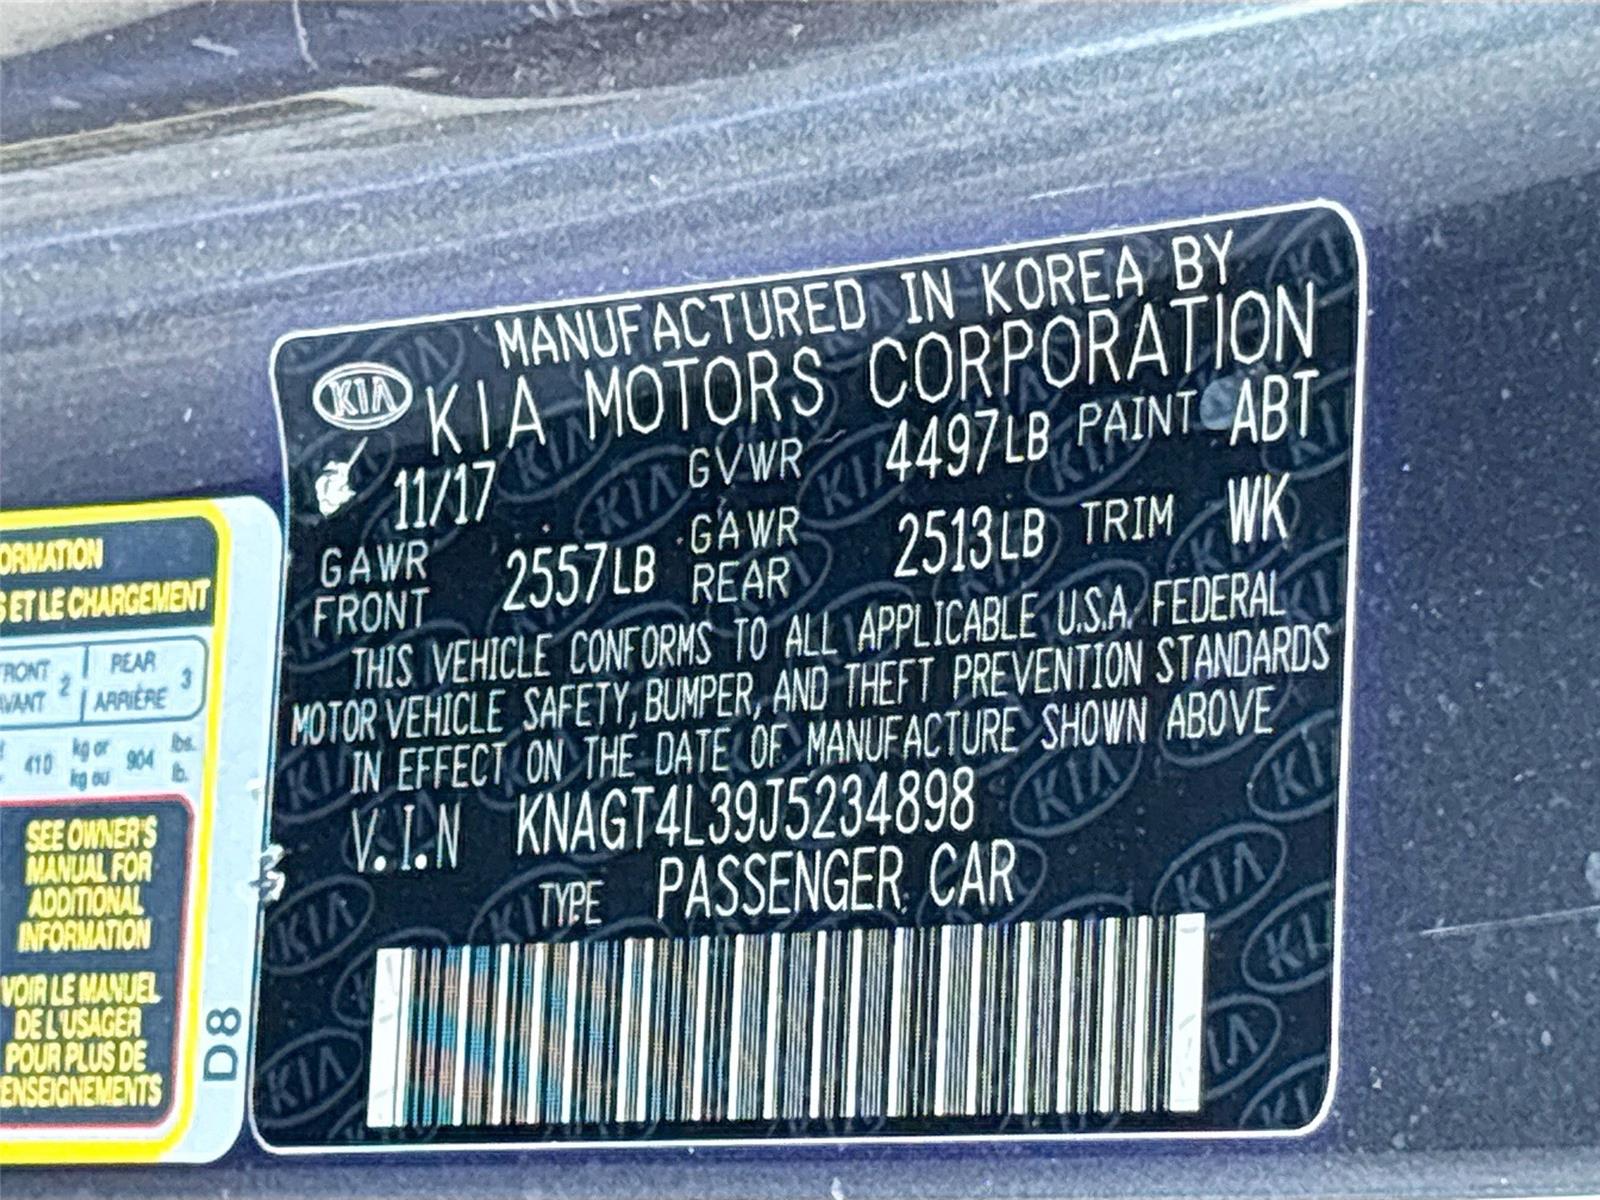 MANUFACTURED IN KOREA BY
KIA KIA MOTORS CORPORATION
11/17 GVWR 4497LB PAINT ABT
GAWR FRONT 2557LB GAWR REAR 2513LB TRIM WK
THIS VEHICLE CONFORMS TO ALL APPLICABLE U.S.A. FEDERAL
MOTOR VEHICLE SAFETY, BUMPER, AND THEFT PREVENTION STANDARDS
IN EFFECT ON THE DATE OF MANUFACTURE SHOWN ABOVE
V.I.N KNAGT4L39J5234898
TYPE PASSENGER CAR
ORMATION
S ET LE CHARGEMENT
FRONT 2 REAR 3
AVANT ARRIÈRE
410 kg or 904 lbs.
kg ou lb.
SEE OWNER'S
MANUAL FOR
ADDITIONAL
INFORMATION
VOIR LE MANUEL
DE L'USAGER
POUR PLUS DE
ENSEIGNEMENTS
D8